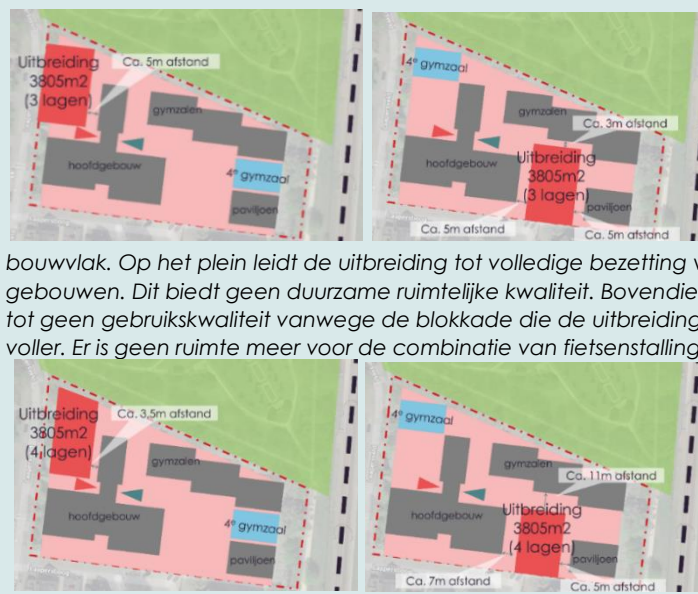 Uitbreiding
3805m2
(3 lagen)
Ca. 5m afstand
gymzalen
hoofdgebouw
4e gymzaal
paviljoen
4e gymzaal
gymzalen
Ca. 3m afstand
hoofdgebouw
Uitbreiding
3805m2
(3 lagen)
paviljoen
Ca. 5m afstand
Ca. 5m afstand
bouwvlak. Op het plein leidt de uitbreiding tot volledige bezetting v
gebouwen. Dit biedt geen duurzame ruimtelijke kwaliteit. Bovendie
tot geen gebruikskwaliteit vanwege de blokkade die de uitbreiding
voller. Er is geen ruimte meer voor de combinatie van fietsenstalling
Uitbreiding
3805m2
(4 lagen)
Ca. 3,5m afstand
gymzalen
hoofdgebouw
4e gymzaal
paviljoen
4e gymzaal
gymzalen
Ca. 11m afstand
hoofdgebouw
Uitbreiding
3805m2
(4 lagen)
paviljoen
Ca. 7m afstand
Ca. 5m afstand